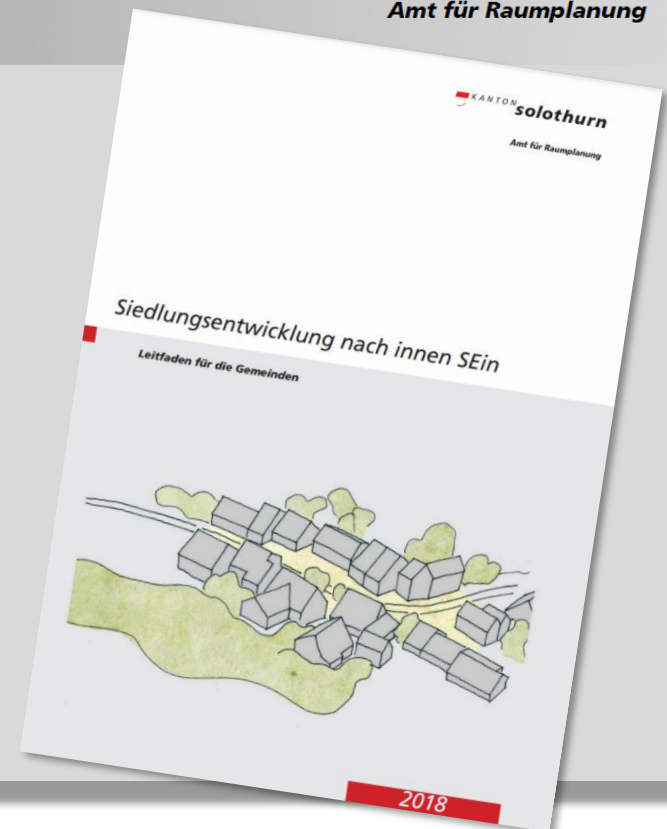 Amt für Raumplanung
KANTON solothurn
Amt für Raumplanung
Siedlungsentwicklung nach innen SEin
Leitfaden für die Gemeinden
2018